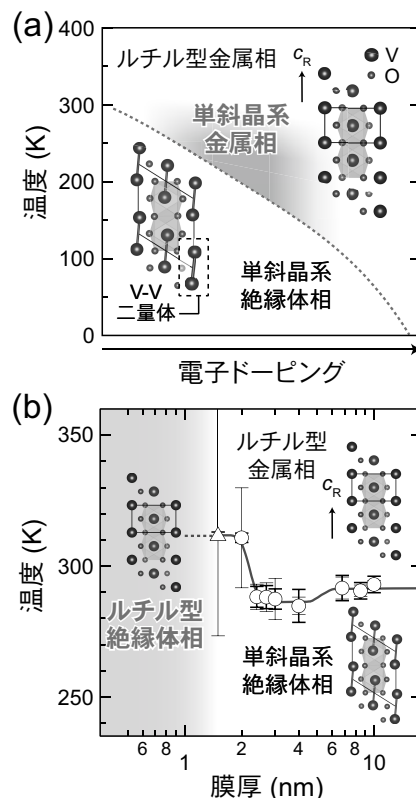 (a)
400
ルチル型金属相
cR
V
O
300
単斜晶系
金属相
温度 (K)
200
100
V-V
二量体
単斜晶系
絶縁体相
0
電子ドーピング
(b)
350
ルチル型
金属相
cR
温度 (K)
300
ルチル型
絶縁体相
単斜晶系
絶縁体相
250
6 8 1 2 4 6 8 10
膜厚 (nm)